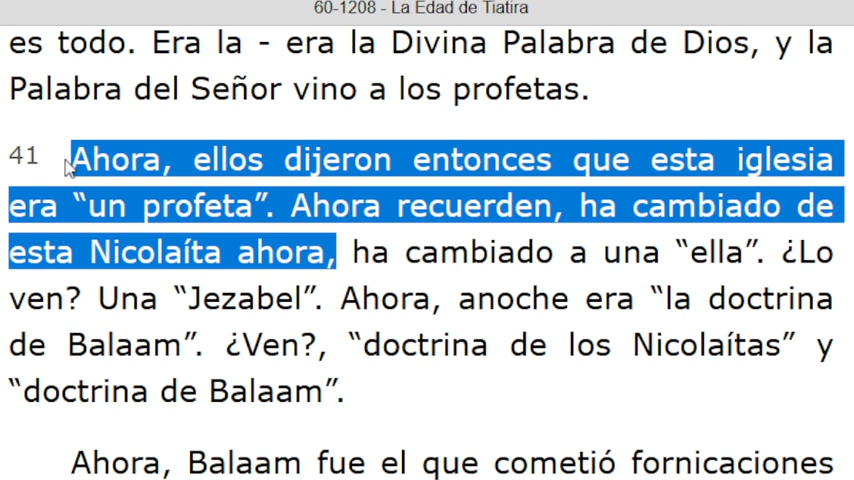 60-1208 - La Edad de Tiatira
es todo. Era la - era la Divina Palabra de Dios, y la
Palabra del Señor vino a los profetas.
41 Ahora, ellos dijeron entonces que esta iglesia
era “un profeta”. Ahora recuerden, ha cambiado de
esta Nicolaíta ahora, ha cambiado a una “ella”. ¿Lo
ven? Una “Jezabel”. Ahora, anoche era “la doctrina
de Balaam”. ¿Ven?, “doctrina de los Nicolaítas” y
“doctrina de Balaam”.
Ahora, Balaam fue el que cometió fornicaciones